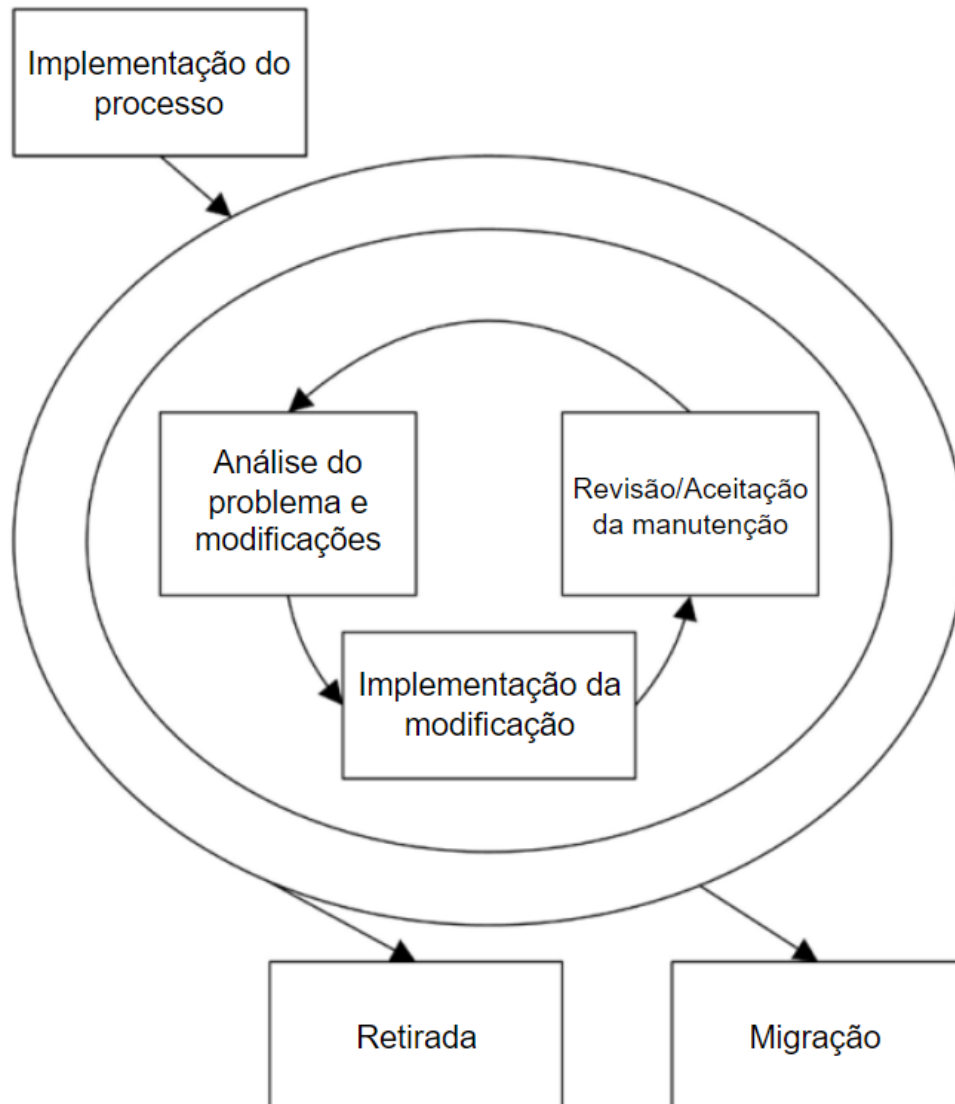 Implementação do
processo
Análise do
problema e
modificações
Revisão/Aceitação
da manutenção
Implementação da
modificação
Retirada
Migração